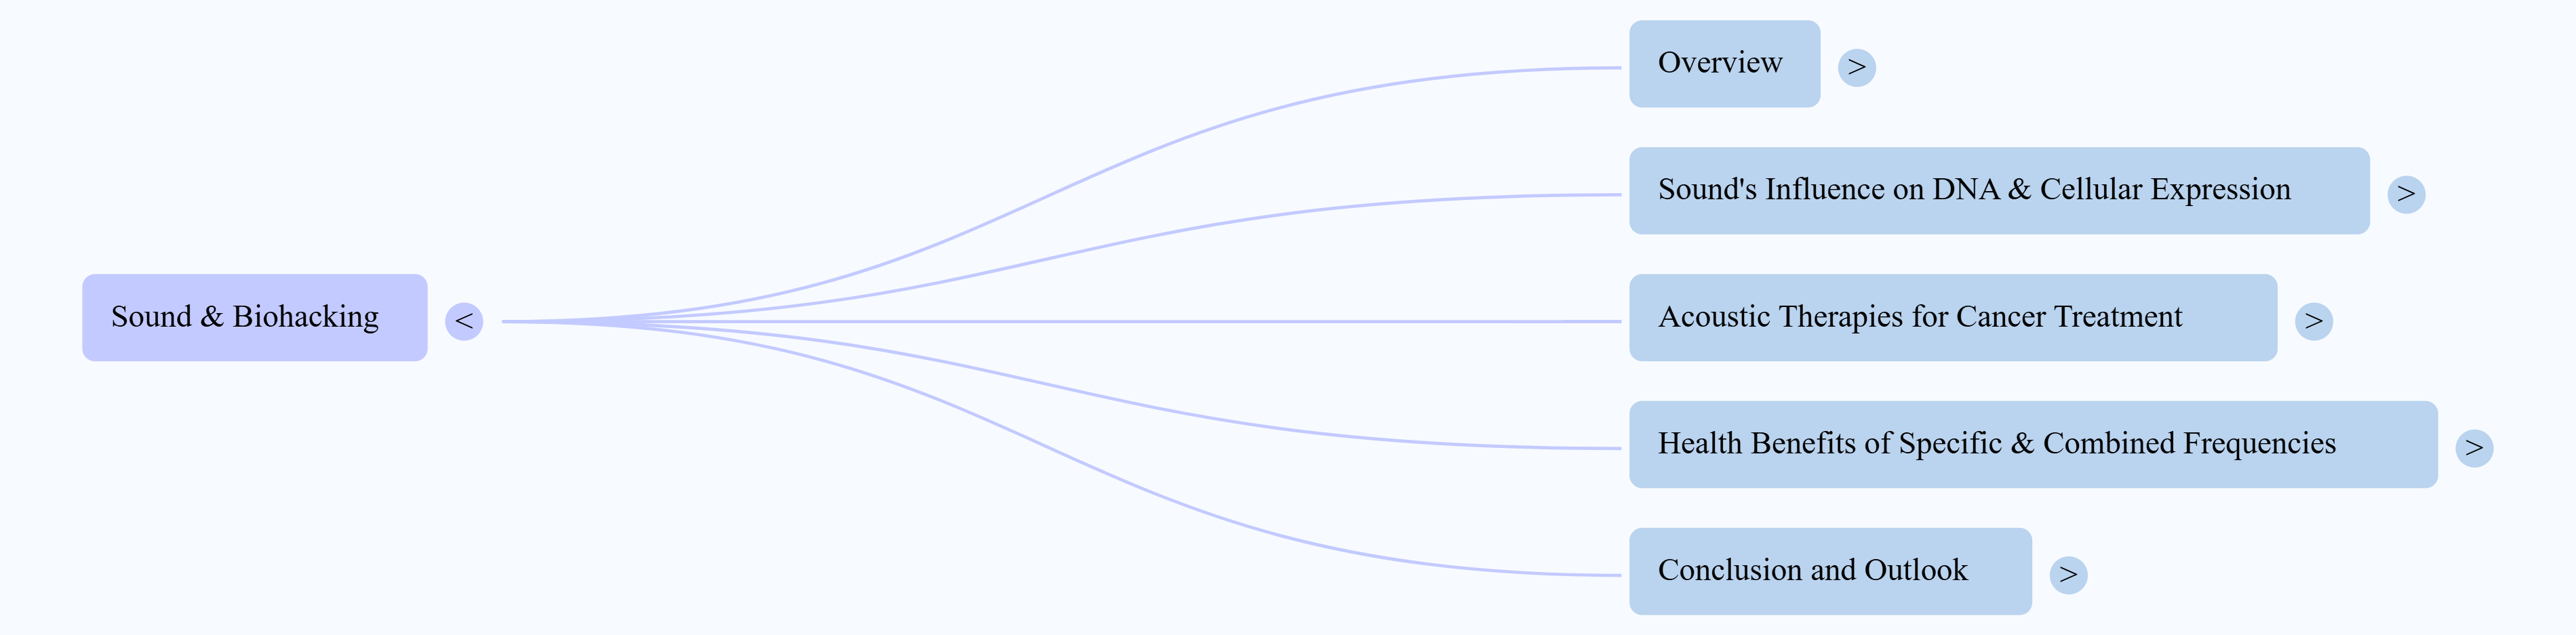 Overview >
Sound's Influence on DNA & Cellular Expression >
Sound & Biohacking <
Acoustic Therapies for Cancer Treatment >
Health Benefits of Specific & Combined Frequencies >
Conclusion and Outlook >